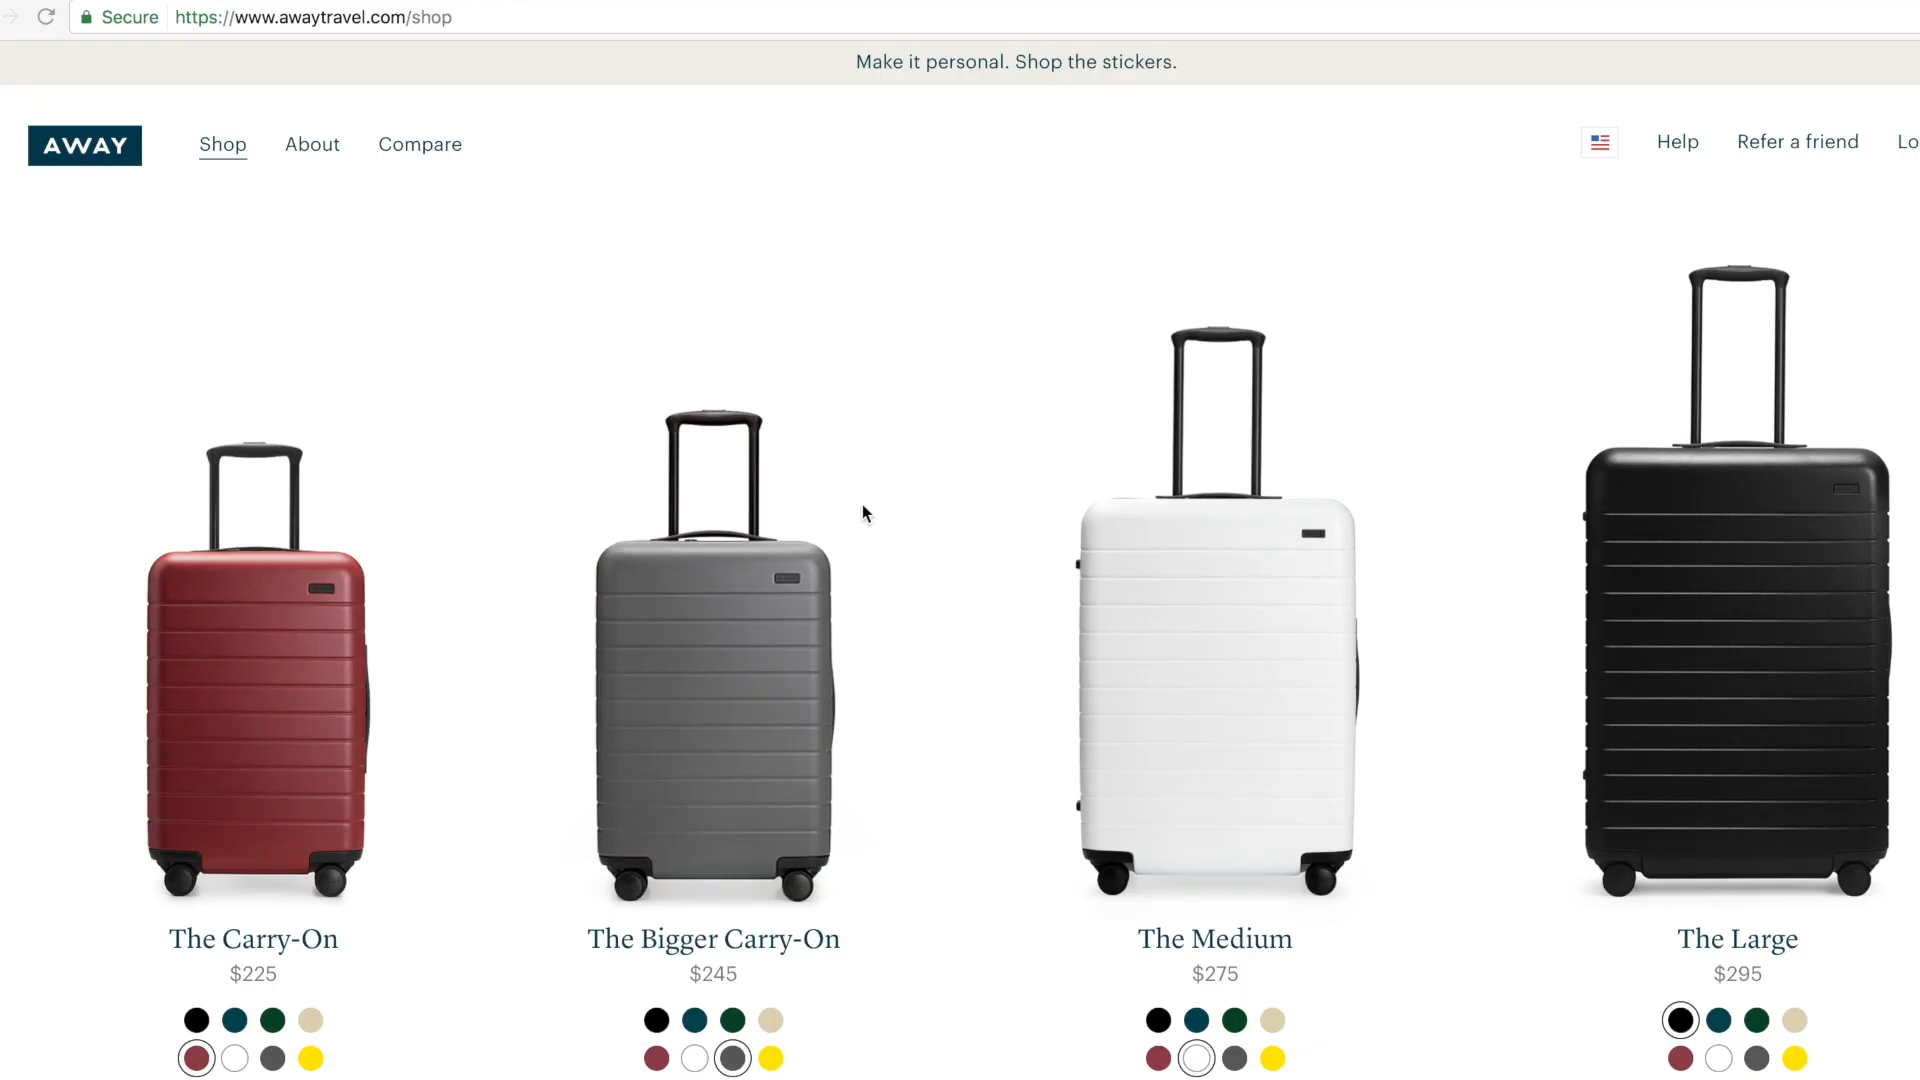 Secure https://www.awaytravel.com/shop
Make it personal. Shop the stickers.
AWAY Shop About Compare Help Refer a friend Lo
The Carry-On
$225
The Bigger Carry-On
$245
The Medium
$275
The Large
$295